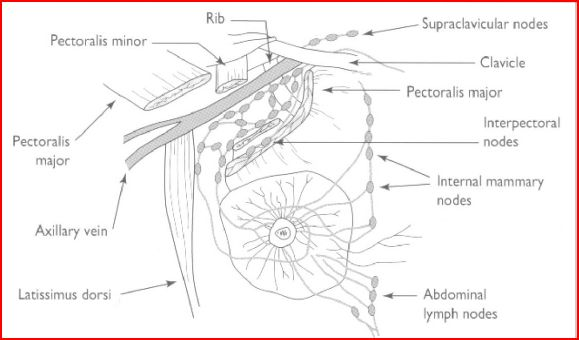 Rib
Supraclavicular nodes
Pectoralis minor
Clavicle
Pectoralis major
Interpectoral
nodes
Pectoralis
major
Internal mammary
nodes
Axillary vein
Latissimus dorsi
Abdominal
lymph nodes